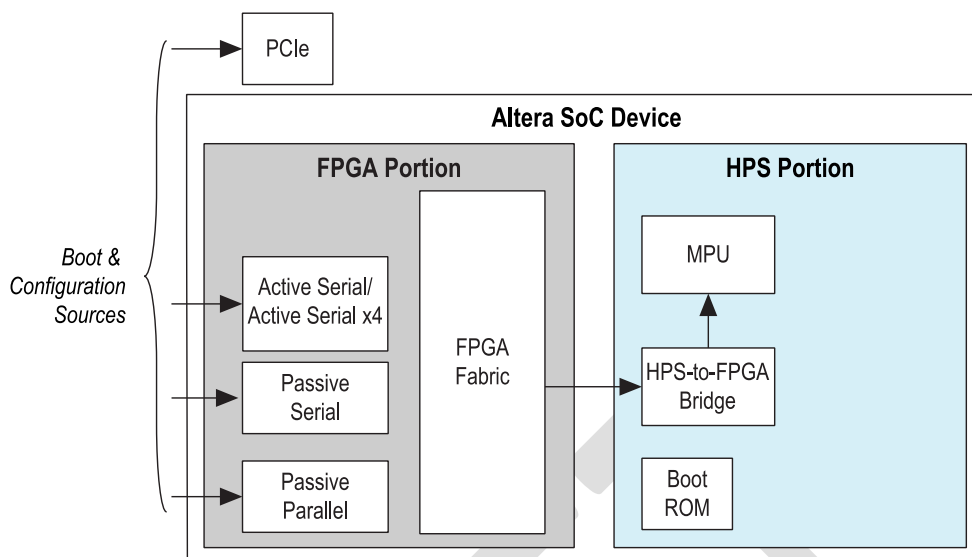 PCIe
Altera SoC Device
FPGA Portion
HPS Portion
Boot &
Configuration
Sources
Active Serial/
Active Serial x4
Passive
Serial
Passive
Parallel
FPGA
Fabric
MPU
HPS-to-FPGA
Bridge
Boot
ROM